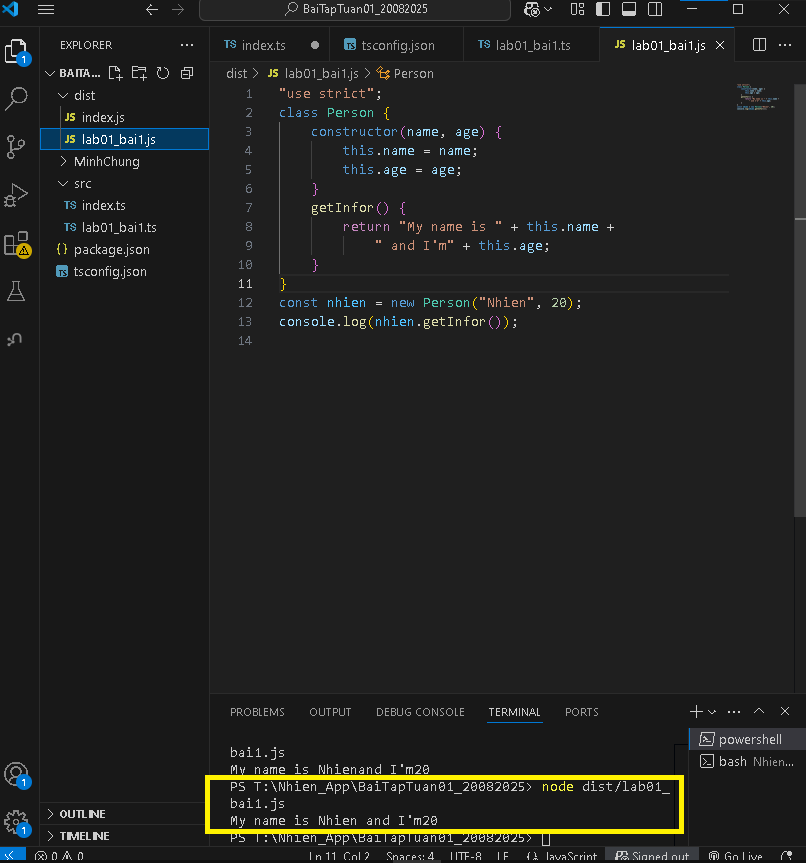 BaiTapTuan01_20082025
EXPLORER
BAITA...
dist
JS index.js
JS lab01_bai1.js
MinhChung
src
TS index.ts
TS lab01_bai1.ts
{} package.json
TS tsconfig.json
OUTLINE
TIMELINE
TS index.ts
TS tsconfig.json
TS lab01_bai1.ts
JS lab01_bai1.js
dist > JS lab01_bai1.js > Person
1 "use strict";
2 class Person {
3 constructor(name, age) {
4 this.name = name;
5 this.age = age;
6 }
7 getInfor() {
8 return "My name is " + this.name +
9 " and I'm" + this.age;
10 }
11 }
12 const nhien = new Person("Nhien", 20);
13 console.log(nhien.getInfor());
14
PROBLEMS OUTPUT DEBUG CONSOLE TERMINAL PORTS
bai1.js
My name is Nhienand I'm20
PS T:\Nhien_App\BaiTapTuan01_20082025> node dist/lab01_
bai1.js
My name is Nhien and I'm20
PS T:\Nhien_App\BaiTapTuan01_20082025>
powershell
bash Nhien...
1
1
1
0 0 Ln 11, Col 2 Spaces: 4 UTF-8 LF {} JavaScript Signed out Go Live